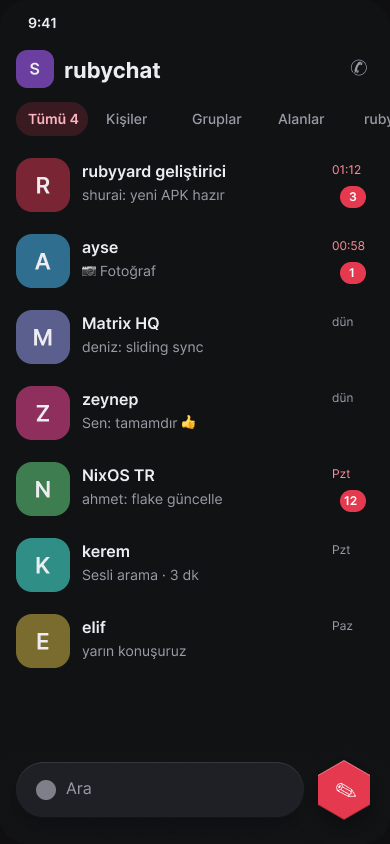 9:41
S
rubychat
✆
Tümü 4 Kişiler Gruplar Alanlar ruby
R
rubyyard geliştirici 01:12
shurai: yeni APK hazır 3
A
ayse 00:58
📷 Fotoğraf 1
M
Matrix HQ dün
deniz: sliding sync
Z
zeynep dün
Sen: tamamdır 👍
N
NixOS TR Pzt
ahmet: flake güncelle 12
K
kerem Pzt
Sesli arama · 3 dk
E
elif Paz
yarın konuşuruz
Ara
✎